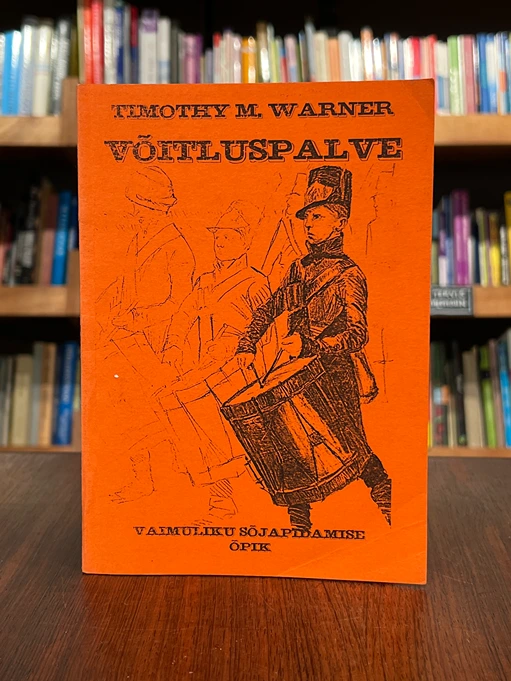 TIMOTHY M. WARNER
VÕITLUSPALVE
VAIMULIKU SÕJAPIDAMISE
ÕPIK